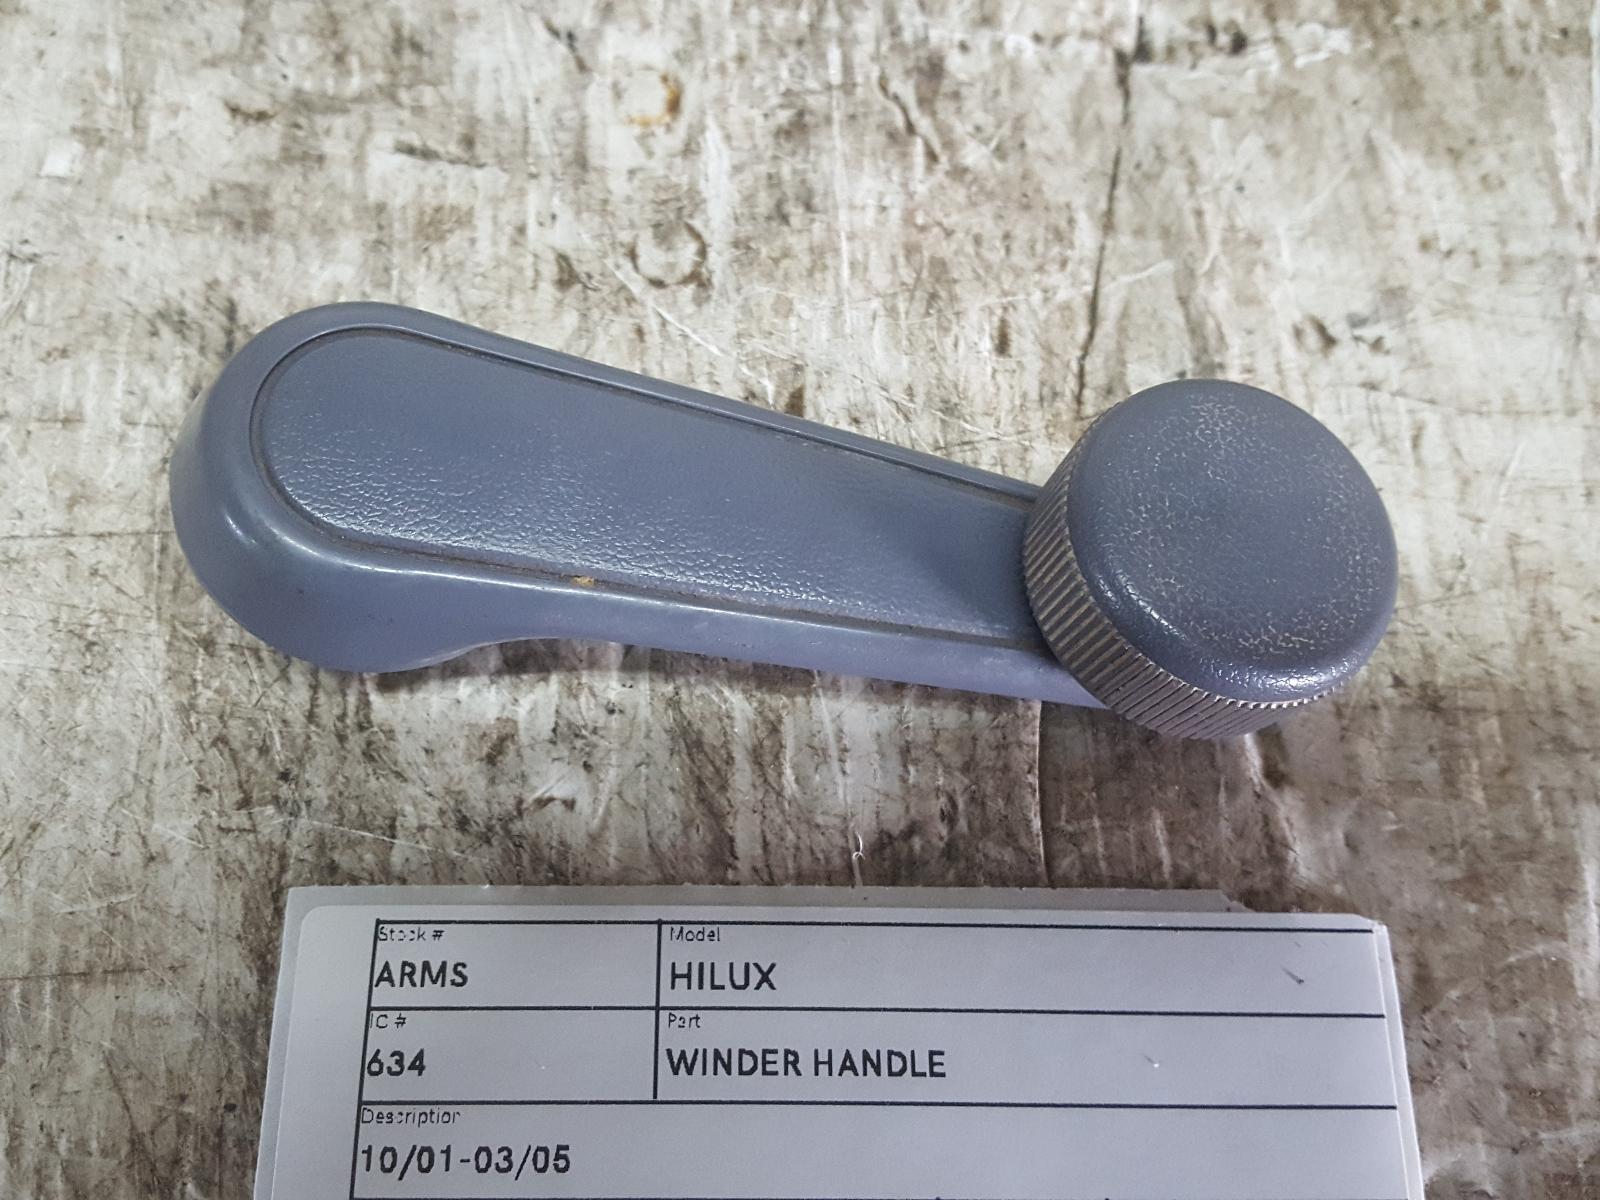 Stock # Model
ARMS HILUX
IC # Part
634 WINDER HANDLE
Description
10/01-03/05